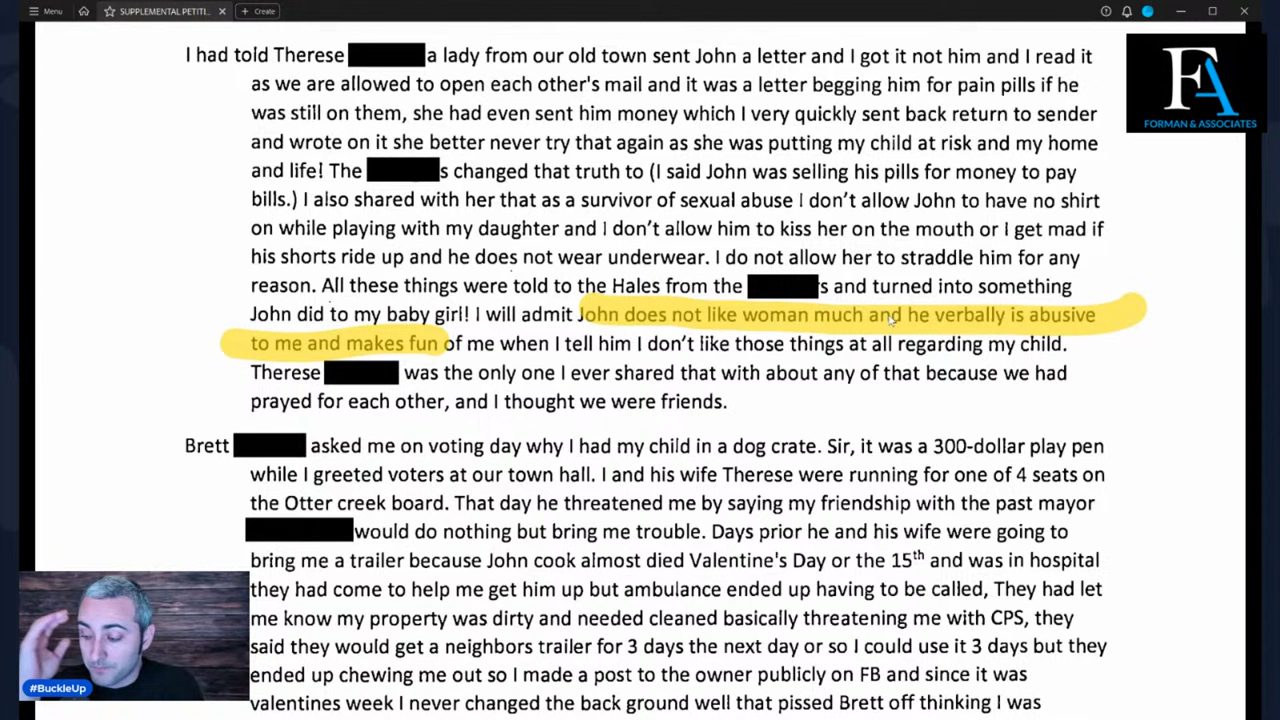 Menu
SUPPLEMENTAL PETITI...
Create
I had told Therese a lady from our old town sent John a letter and I got it not him and I read it
as we are allowed to open each other's mail and it was a letter begging him for pain pills if he
was still on them, she had even sent him money which I very quickly sent back return to sender
and wrote on it she better never try that again as she was putting my child at risk and my home
and life! The s changed that truth to (I said John was selling his pills for money to pay
bills.) I also shared with her that as a survivor of sexual abuse I don't allow John to have no shirt
on while playing with my daughter and I don't allow him to kiss her on the mouth or I get mad if
his shorts ride up and he does not wear underwear. I do not allow her to straddle him for any
reason. All these things were told to the Hales from the s and turned into something
John did to my baby girl! I will admit John does not like woman much and he verbally is abusive
to me and makes fun of me when I tell him I don't like those things at all regarding my child.
Therese was the only one I ever shared that with about any of that because we had
prayed for each other, and I thought we were friends.
Brett asked me on voting day why I had my child in a dog crate. Sir, it was a 300-dollar play pen
while I greeted voters at our town hall. I and his wife Therese were running for one of 4 seats on
the Otter creek board. That day he threatened me by saying my friendship with the past mayor
would do nothing but bring me trouble. Days prior he and his wife were going to
bring me a trailer because John cook almost died Valentine's Day or the 15th and was in hospital
they had come to help me get him up but ambulance ended up having to be called, They had let
me know my property was dirty and needed cleaned basically threatening me with CPS, they
said they would get a neighbors trailer for 3 days the next day or so I could use it 3 days but they
ended up chewing me out so I made a post to the owner publicly on FB and since it was
valentines week I never changed the back ground well that pissed Brett off thinking I was
FA
FORMAN & ASSOCIATES
#BuckleUp